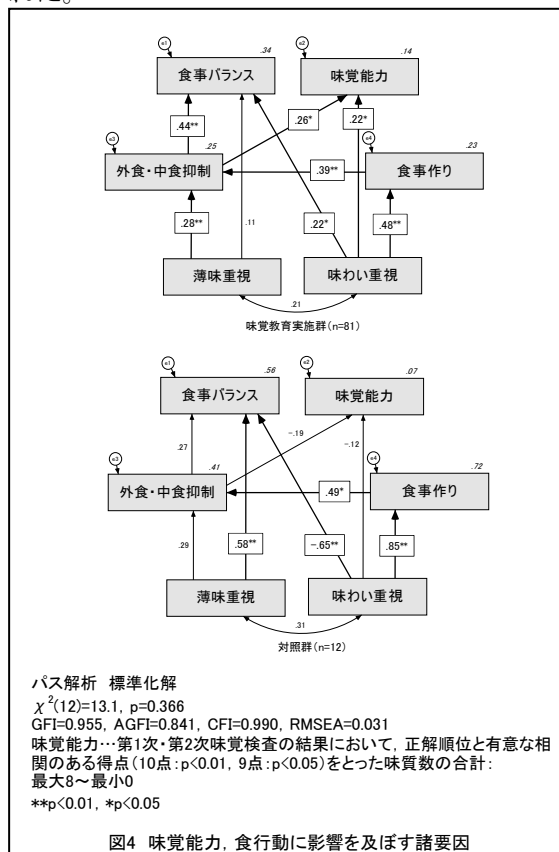 e1
.34
食事バランス
e2
.14
味覚能力
.44**
.26*
.22*
e3
.25
外食・中食抑制
.39**
e4
.23
食事作り
.28**
.11
.22*
.48**
薄味重視
味わい重視
.21
味覚教育実施群(n=81)
e1
.56
食事バランス
e2
.07
味覚能力
.27
-.19
-.12
e3
.41
外食・中食抑制
.49*
e4
.72
食事作り
.29
.58**
-.65**
.85**
薄味重視
味わい重視
.31
対照群(n=12)
パス解析 標準化解
χ²(12)=13.1, p=0.366
GFI=0.955, AGFI=0.841, CFI=0.990, RMSEA=0.031
味覚能力…第1次・第2次味覚検査の結果において, 正解順位と有意な相
関のある得点(10点:p<0.01, 9点:p<0.05)をとった味質数の合計:
最大8~最小0
**p<0.01, *p<0.05
図4 味覚能力, 食行動に影響を及ぼす諸要因